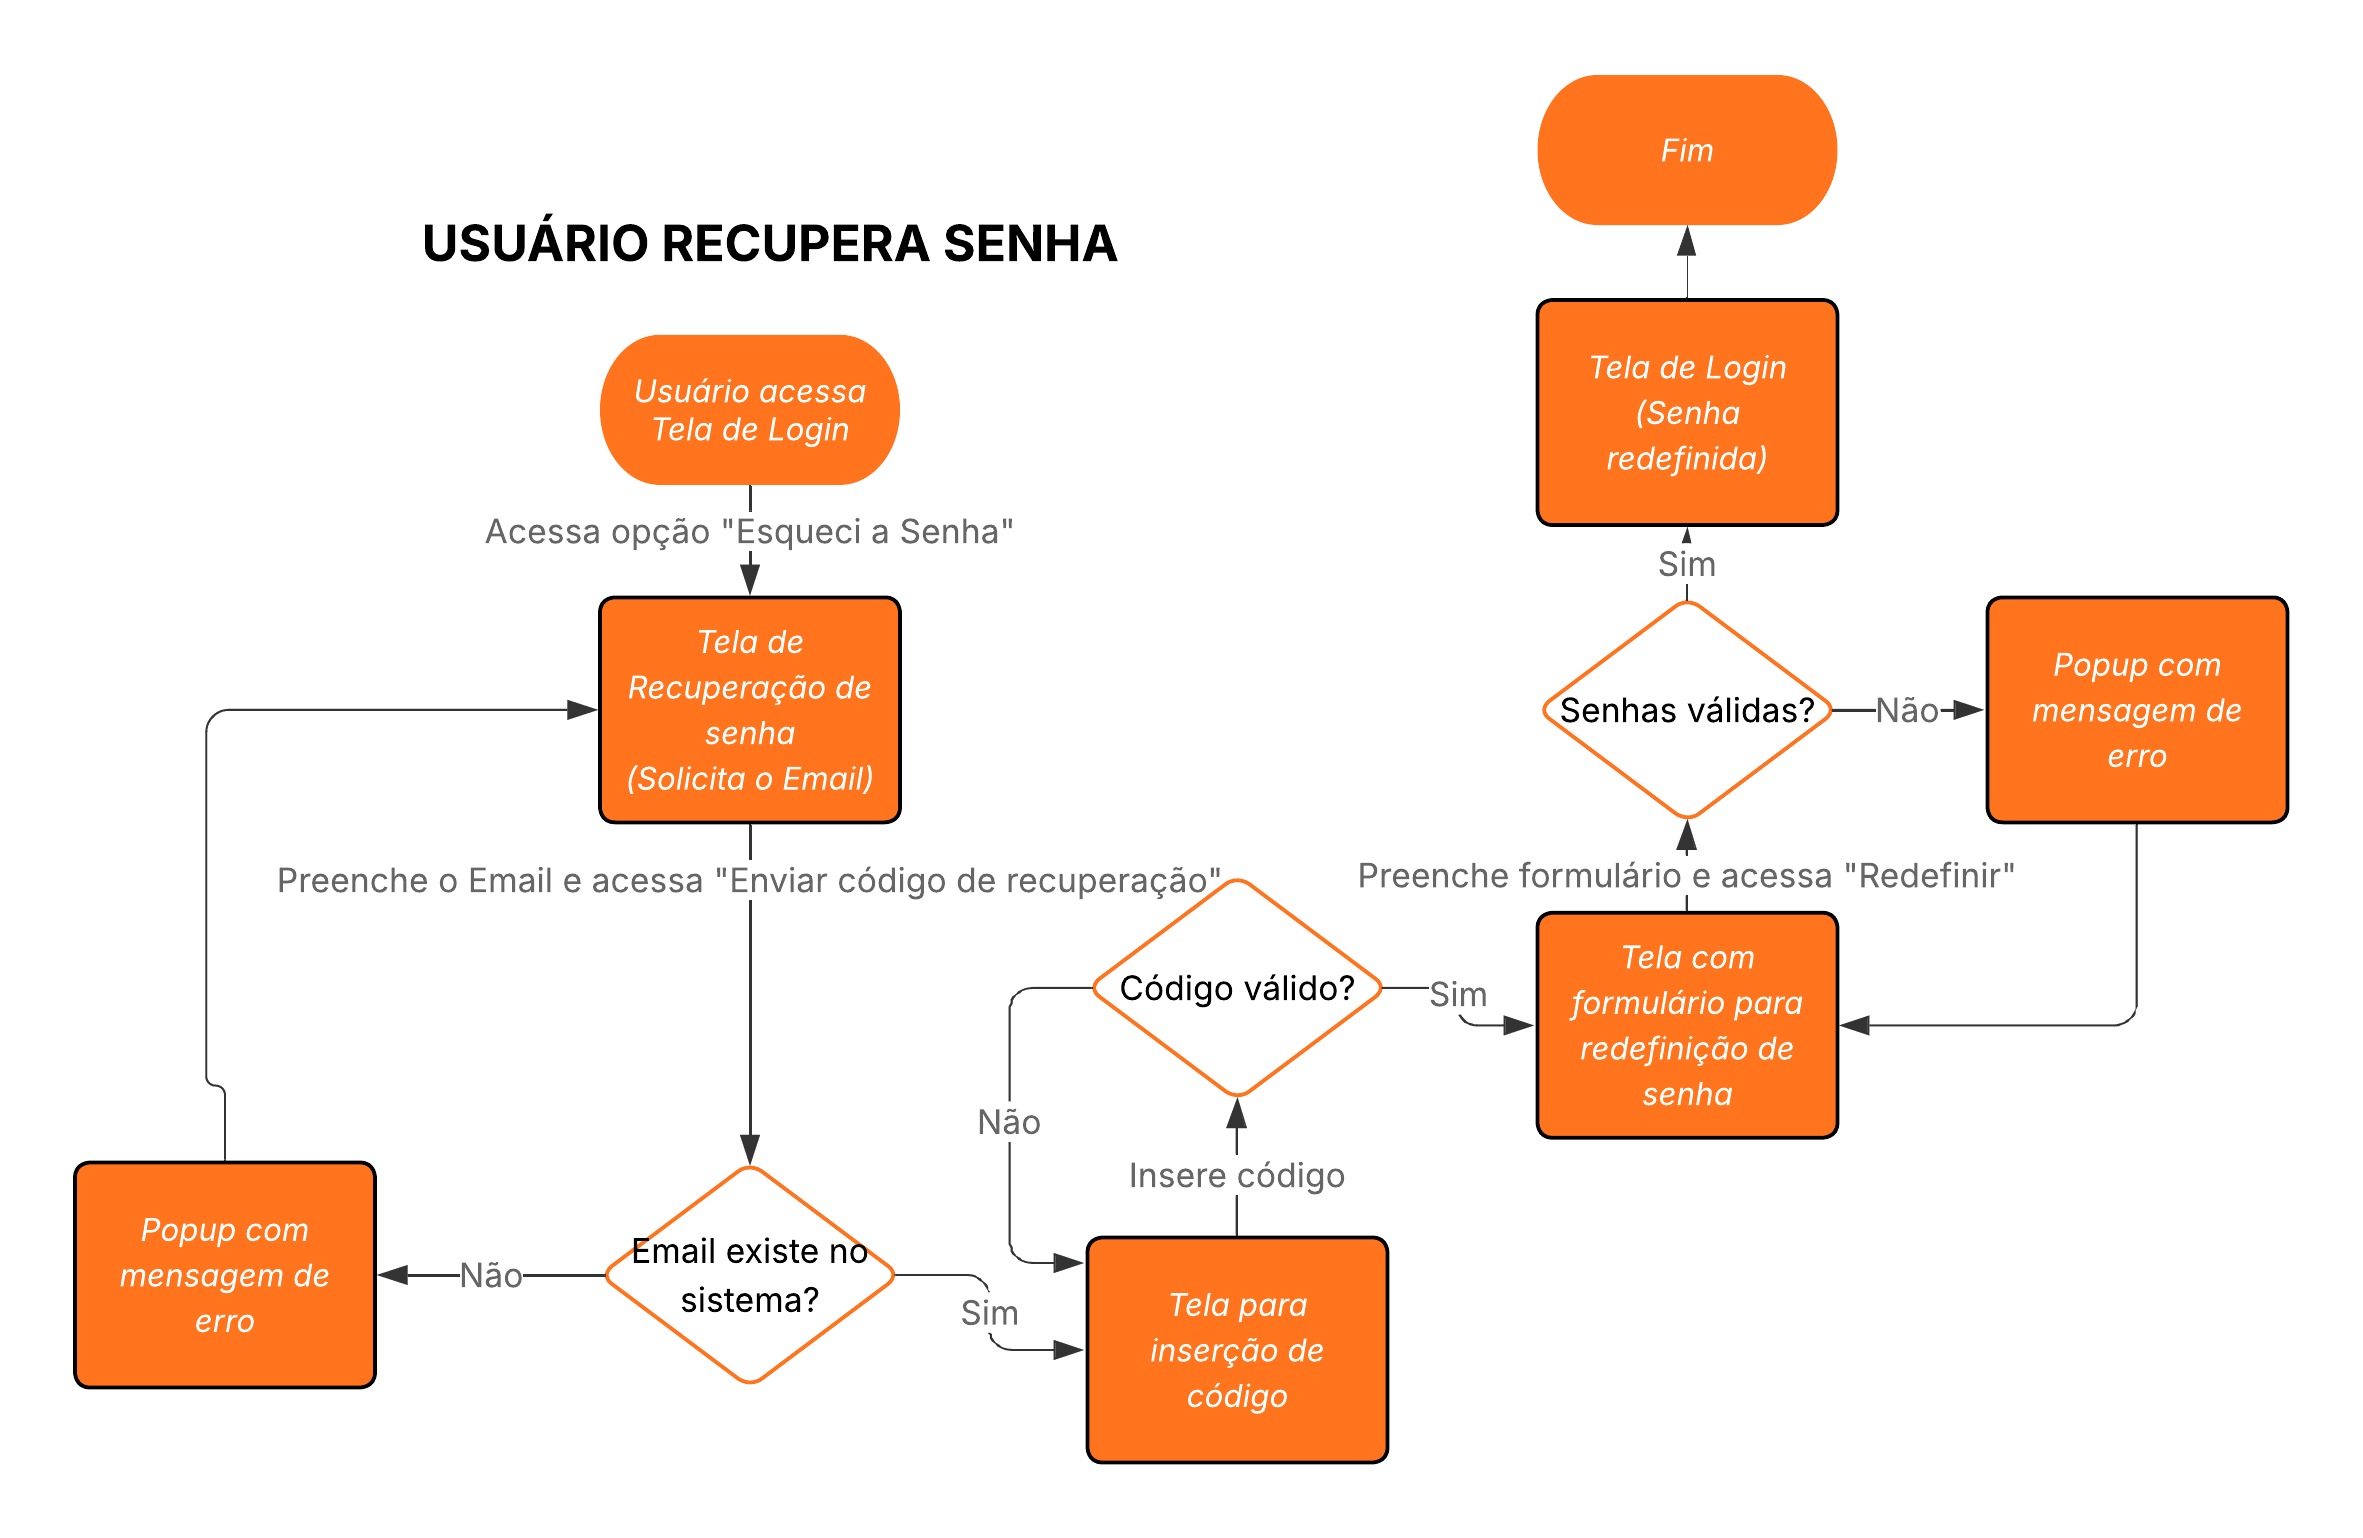 USUÁRIO RECUPERA SENHA
Usuário acessa
Tela de Login
Acessa opção "Esqueci a Senha"
Tela de
Recuperação de
senha
(Solicita o Email)
Preenche o Email e acessa "Enviar código de recuperação"
Email existe no
sistema?
Não
Popup com
mensagem de
erro
Sim
Tela para
inserção de
código
Insere código
Código válido?
Não
Sim
Tela com
formulário para
redefinição de
senha
Preenche formulário e acessa "Redefinir"
Senhas válidas?
Não
Popup com
mensagem de
erro
Sim
Tela de Login
(Senha
redefinida)
Fim